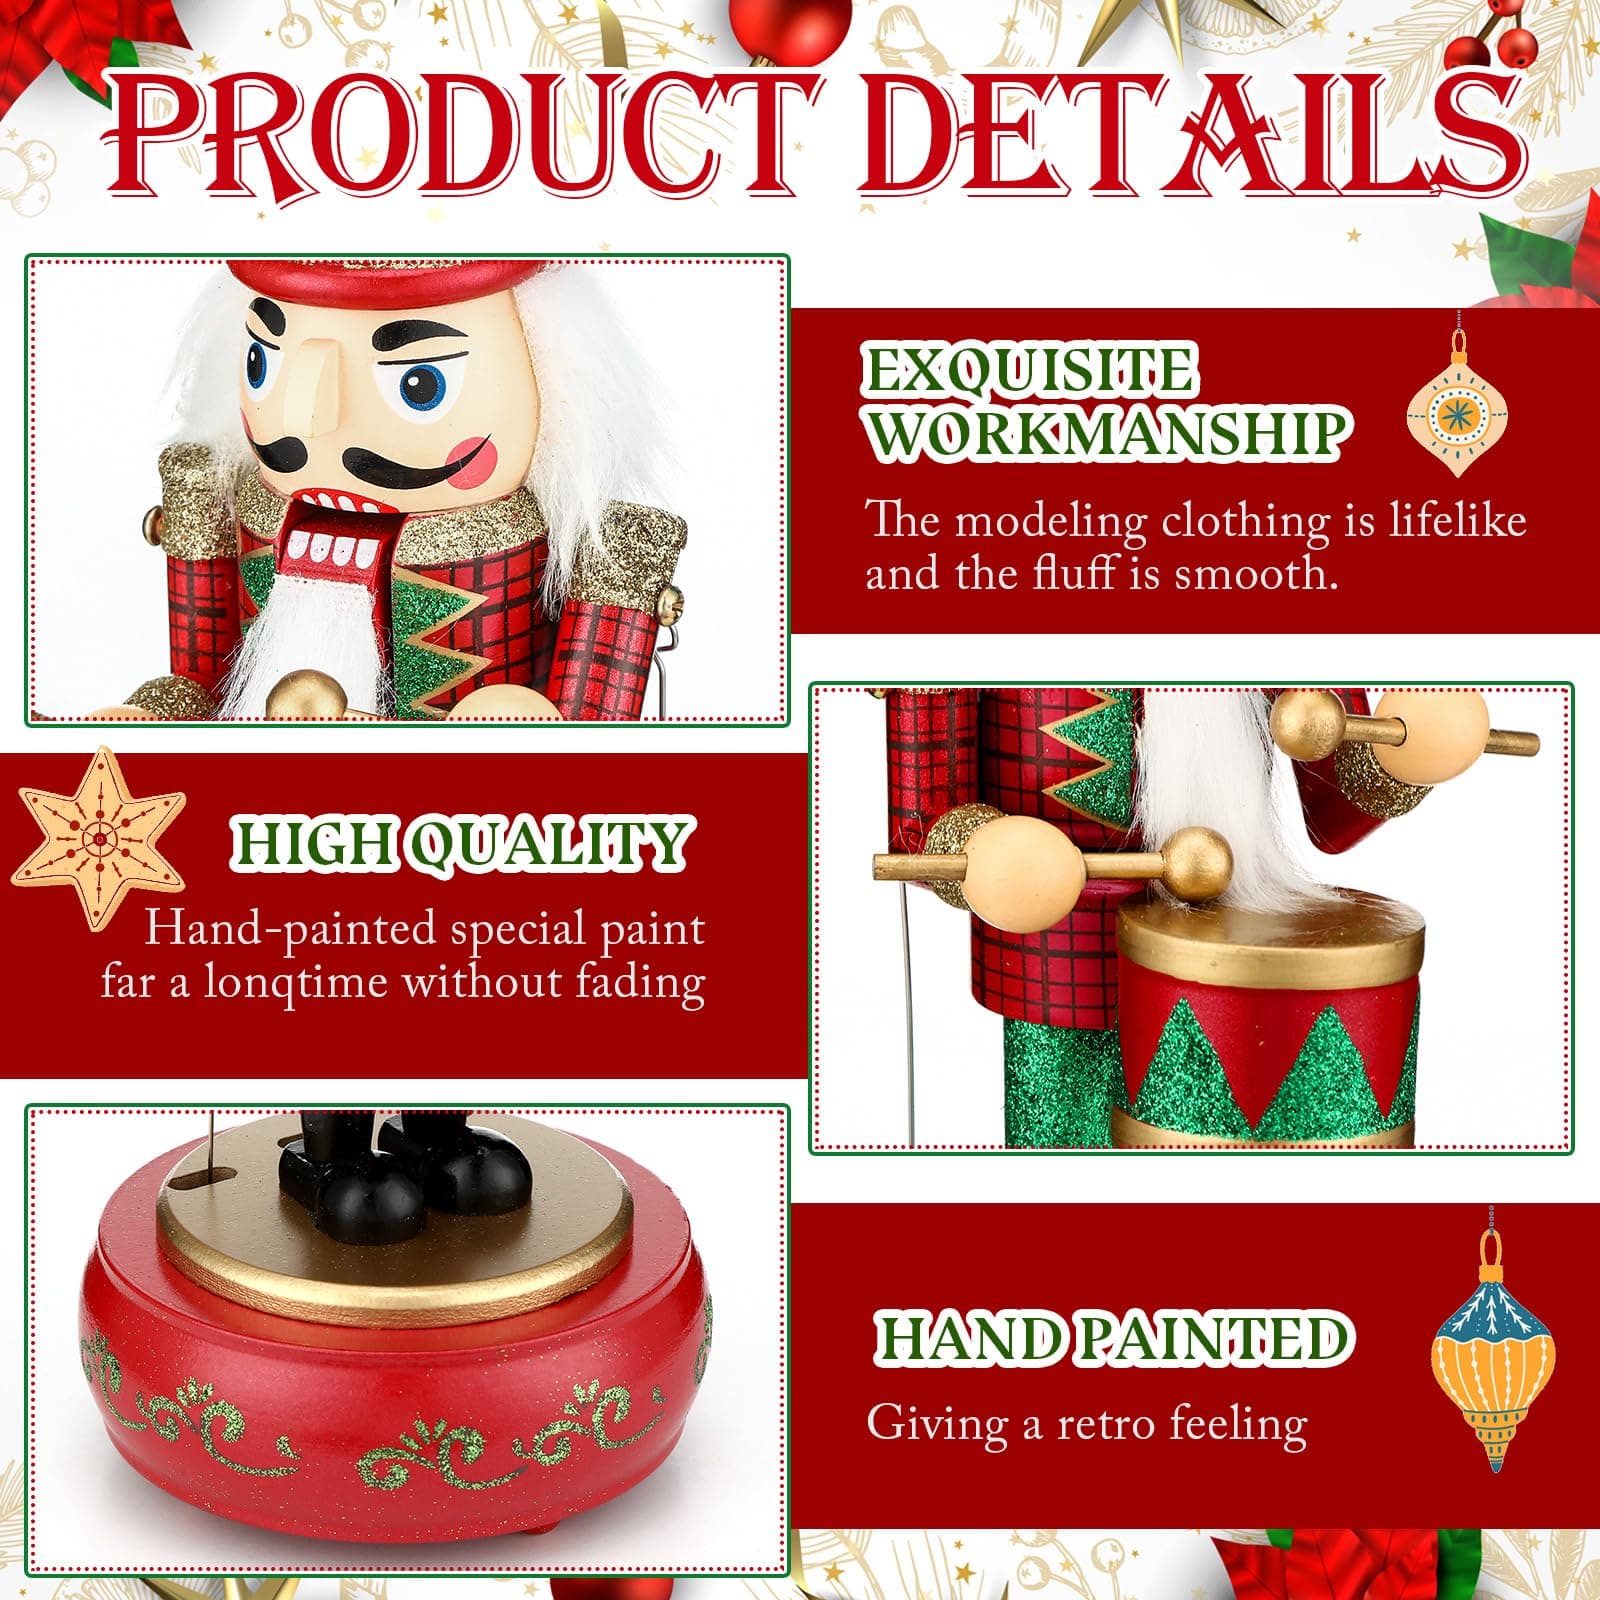 PRODUCT DETAILS
EXQUISITE
WORKMANSHIP
The modeling clothing is lifelike
and the fluff is smooth.
HIGH QUALITY
Hand-painted special paint
far a lonqtime without fading
HAND PAINTED
Giving a retro feeling